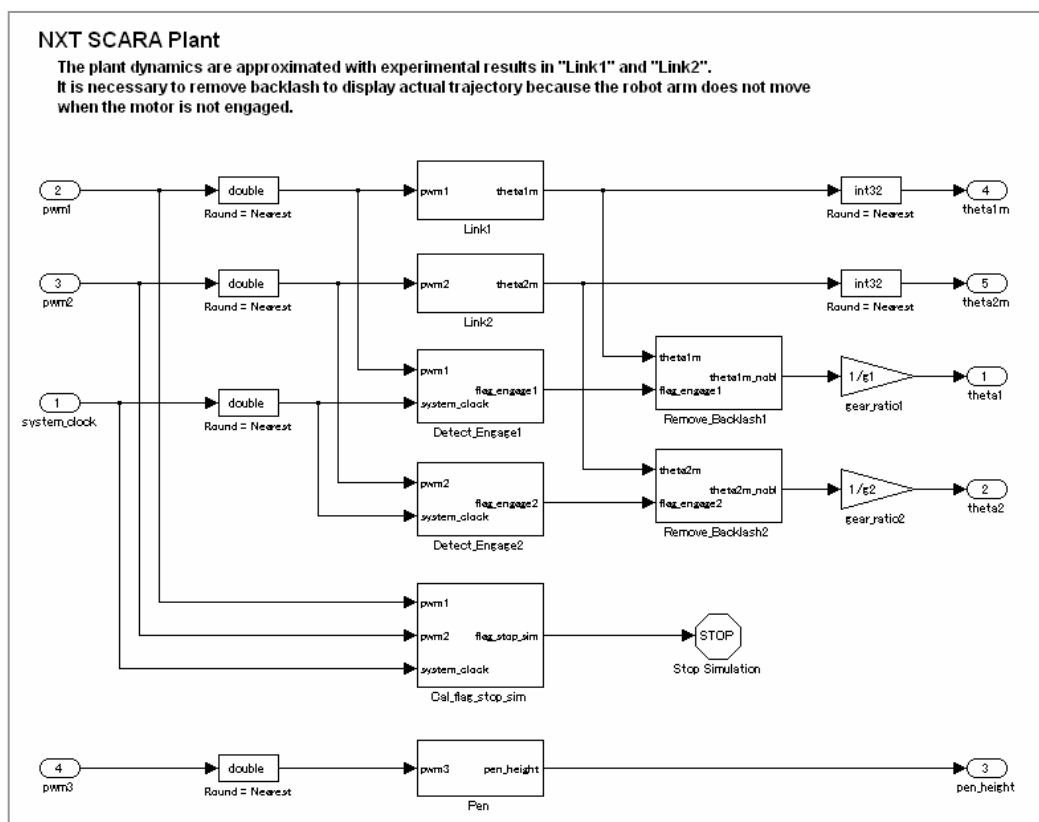 NXT SCARA Plant
The plant dynamics are approximated with experimental results in "Link1" and "Link2".
It is necessary to remove backlash to display actual trajectory because the robot arm does not move
when the motor is not engaged.
2
pwm1
double
Round = Nearest
pwm1
theta1m
Link1
int32
Round = Nearest
4
theta1m
3
pwm2
double
Round = Nearest
pwm2
theta2m
Link2
int32
Round = Nearest
5
theta2m
1
system_clock
double
Round = Nearest
pwm1
flag_engage1
system_clock
Detect_Engage1
theta1m
theta1m_nobl
flag_engage1
Remove_Backlash1
1/g1
gear_ratio1
1
theta1
pwm2
flag_engage2
system_clock
Detect_Engage2
theta2m
theta2m_nobl
flag_engage2
Remove_Backlash2
1/g2
gear_ratio2
2
theta2
pwm1
pwm2
flag_stop_sim
system_clock
Cal_flag_stop_sim
STOP
Stop Simulation
4
pwm3
double
Round = Nearest
pwm3
pen_height
Pen
3
pen_height